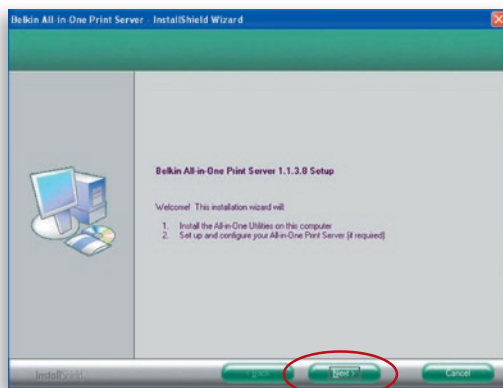 Belkin All-in-One Print Server - InstallShield Wizard
Belkin All-in-One Print Server 1.1.3.8 Setup
Welcome! This installation wizard will:
1. Install the All-in-One Utilities on this computer
2. Set up and configure your All-in-One Print Server (if required)
InstallShield
Next >
Cancel